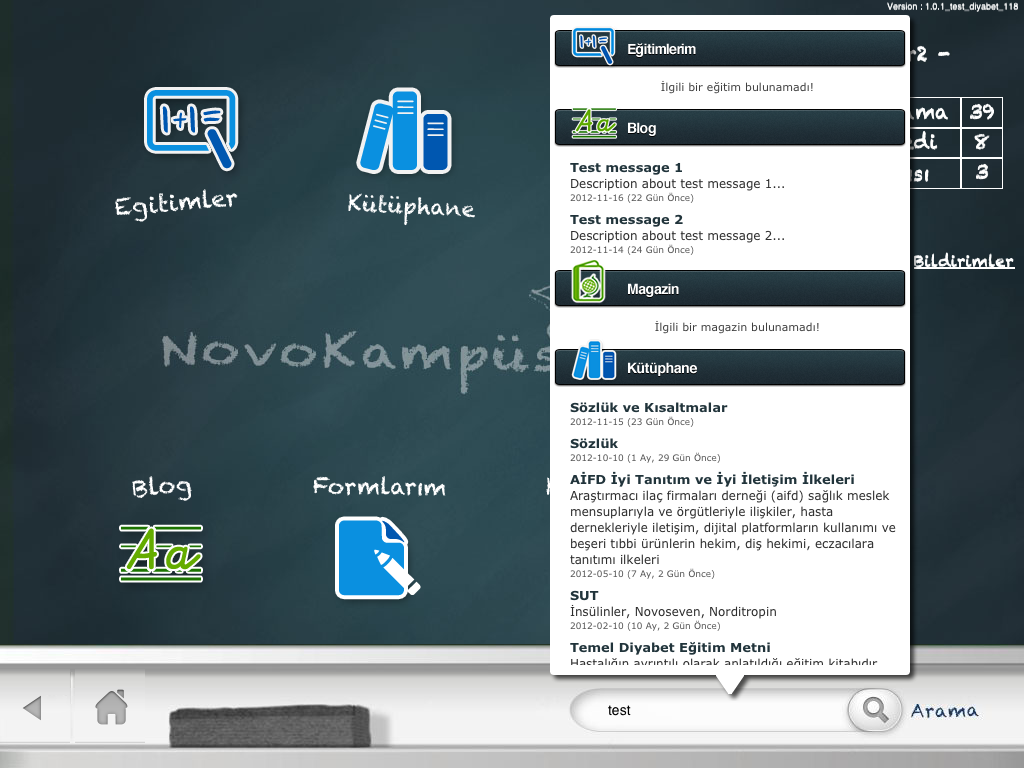 Version : 1.0.1_test_diyabet_118
Egitimler
Kütüphane
NovoKampüs
Blog
Formlarım
Eğitimlerim
İlgili bir eğitim bulunamadı!
Blog
Test message 1
Description about test message 1...
2012-11-16 (22 Gün Önce)
Test message 2
Description about test message 2...
2012-11-14 (24 Gün Önce)
Magazin
İlgili bir magazin bulunamadı!
Kütüphane
Sözlük ve Kısaltmalar
2012-11-15 (23 Gün Önce)
Sözlük
2012-10-10 (1 Ay, 29 Gün Önce)
AİFD İyi Tanıtım ve İyi İletişim İlkeleri
Araştırmacı ilaç firmaları derneği (aifd) sağlık meslek
mensuplarıyla ve örgütleriyle ilişkiler, hasta
dernekleriyle iletişim, dijital platformların kullanımı ve
beşeri tıbbi ürünlerin hekim, diş hekimi, eczacılara
tanıtımı ilkeleri
2012-05-10 (7 Ay, 2 Gün Önce)
SUT
İnsülinler, Novoseven, Norditropin
2012-02-10 (10 Ay, 2 Gün Önce)
Temel Diyabet Eğitim Metni
Hastalığın ayrıntılı olarak anlatıldığı eğitim kitabıdır
39
8
3
Bildirimler
test
Arama